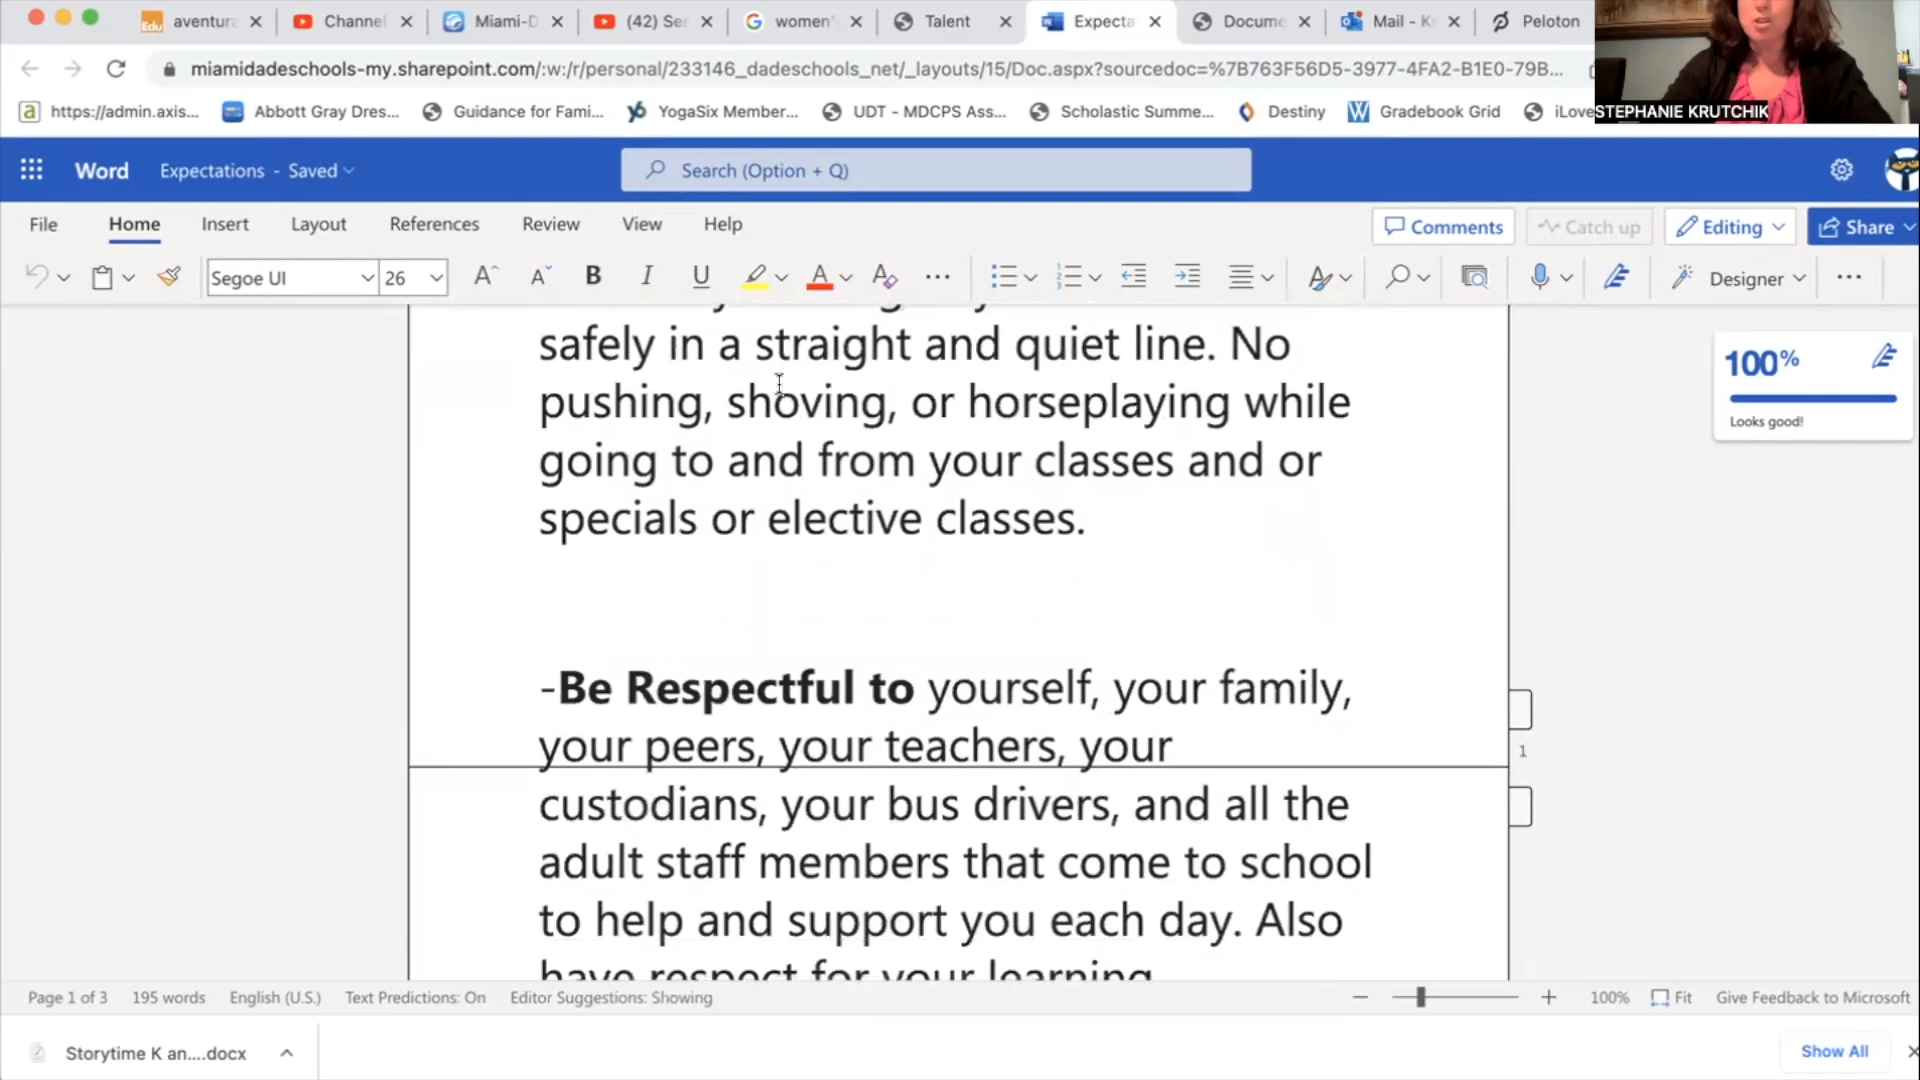 Edu aventura
Channel
Miami-D
(42) Se
women'
Talent
Expecta
Docume
Mail - K
Peloton
miamidadeschools-my.sharepoint.com/:w:/r/personal/233146_dadeschools_net/_layouts/15/Doc.aspx?sourcedoc=%7B763F56D5-3977-4FA2-B1E0-79B...
STEPHANIE KRUTCHIK
https://admin.axis...
Abbott Gray Dres...
Guidance for Fami...
YogaSix Member...
UDT - MDCPS Ass...
Scholastic Summe...
Destiny
Gradebook Grid
iLove
Word
Expectations - Saved
Search (Option + Q)
File
Home
Insert
Layout
References
Review
View
Help
Comments
Catch up
Editing
Share
Segoe UI
26
Designer
safely in a straight and quiet line. No
pushing, shoving, or horseplaying while
going to and from your classes and or
specials or elective classes.
100%
Looks good!
-Be Respectful to yourself, your family,
your peers, your teachers, your
1
custodians, your bus drivers, and all the
adult staff members that come to school
to help and support you each day. Also
have respect for your learning
Page 1 of 3
195 words
English (U.S.)
Text Predictions: On
Editor Suggestions: Showing
100%
Fit
Give Feedback to Microsoft
Storytime K an....docx
Show All